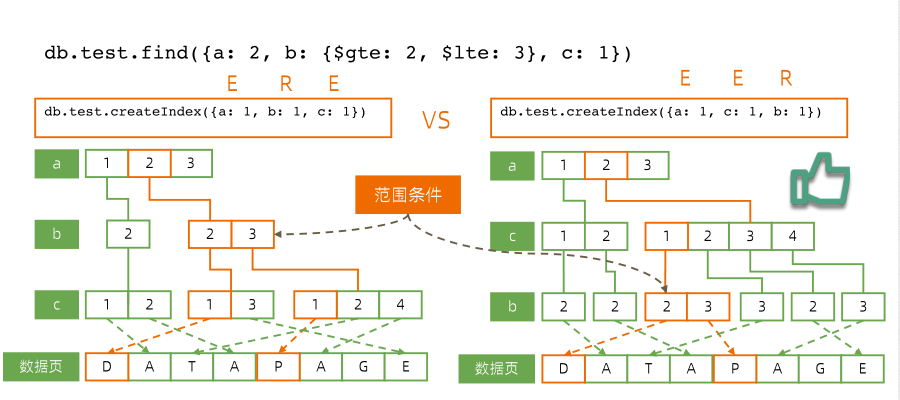 db.test.find({a: 2, b: {$gte: 2, $lte: 3}, c: 1})
E R E
E E R
db.test.createIndex({a: 1, b: 1, c: 1})
VS
db.test.createIndex({a: 1, c: 1, b: 1})
a 1 2 3
a 1 2 3
范围条件
b 2 2 3
c 1 2 1 2 3 4
c 1 2 1 3 1 2 4
b 2 2 2 3 3 2 3
数据页 D A T A P A G E
数据页 D A T A P A G E